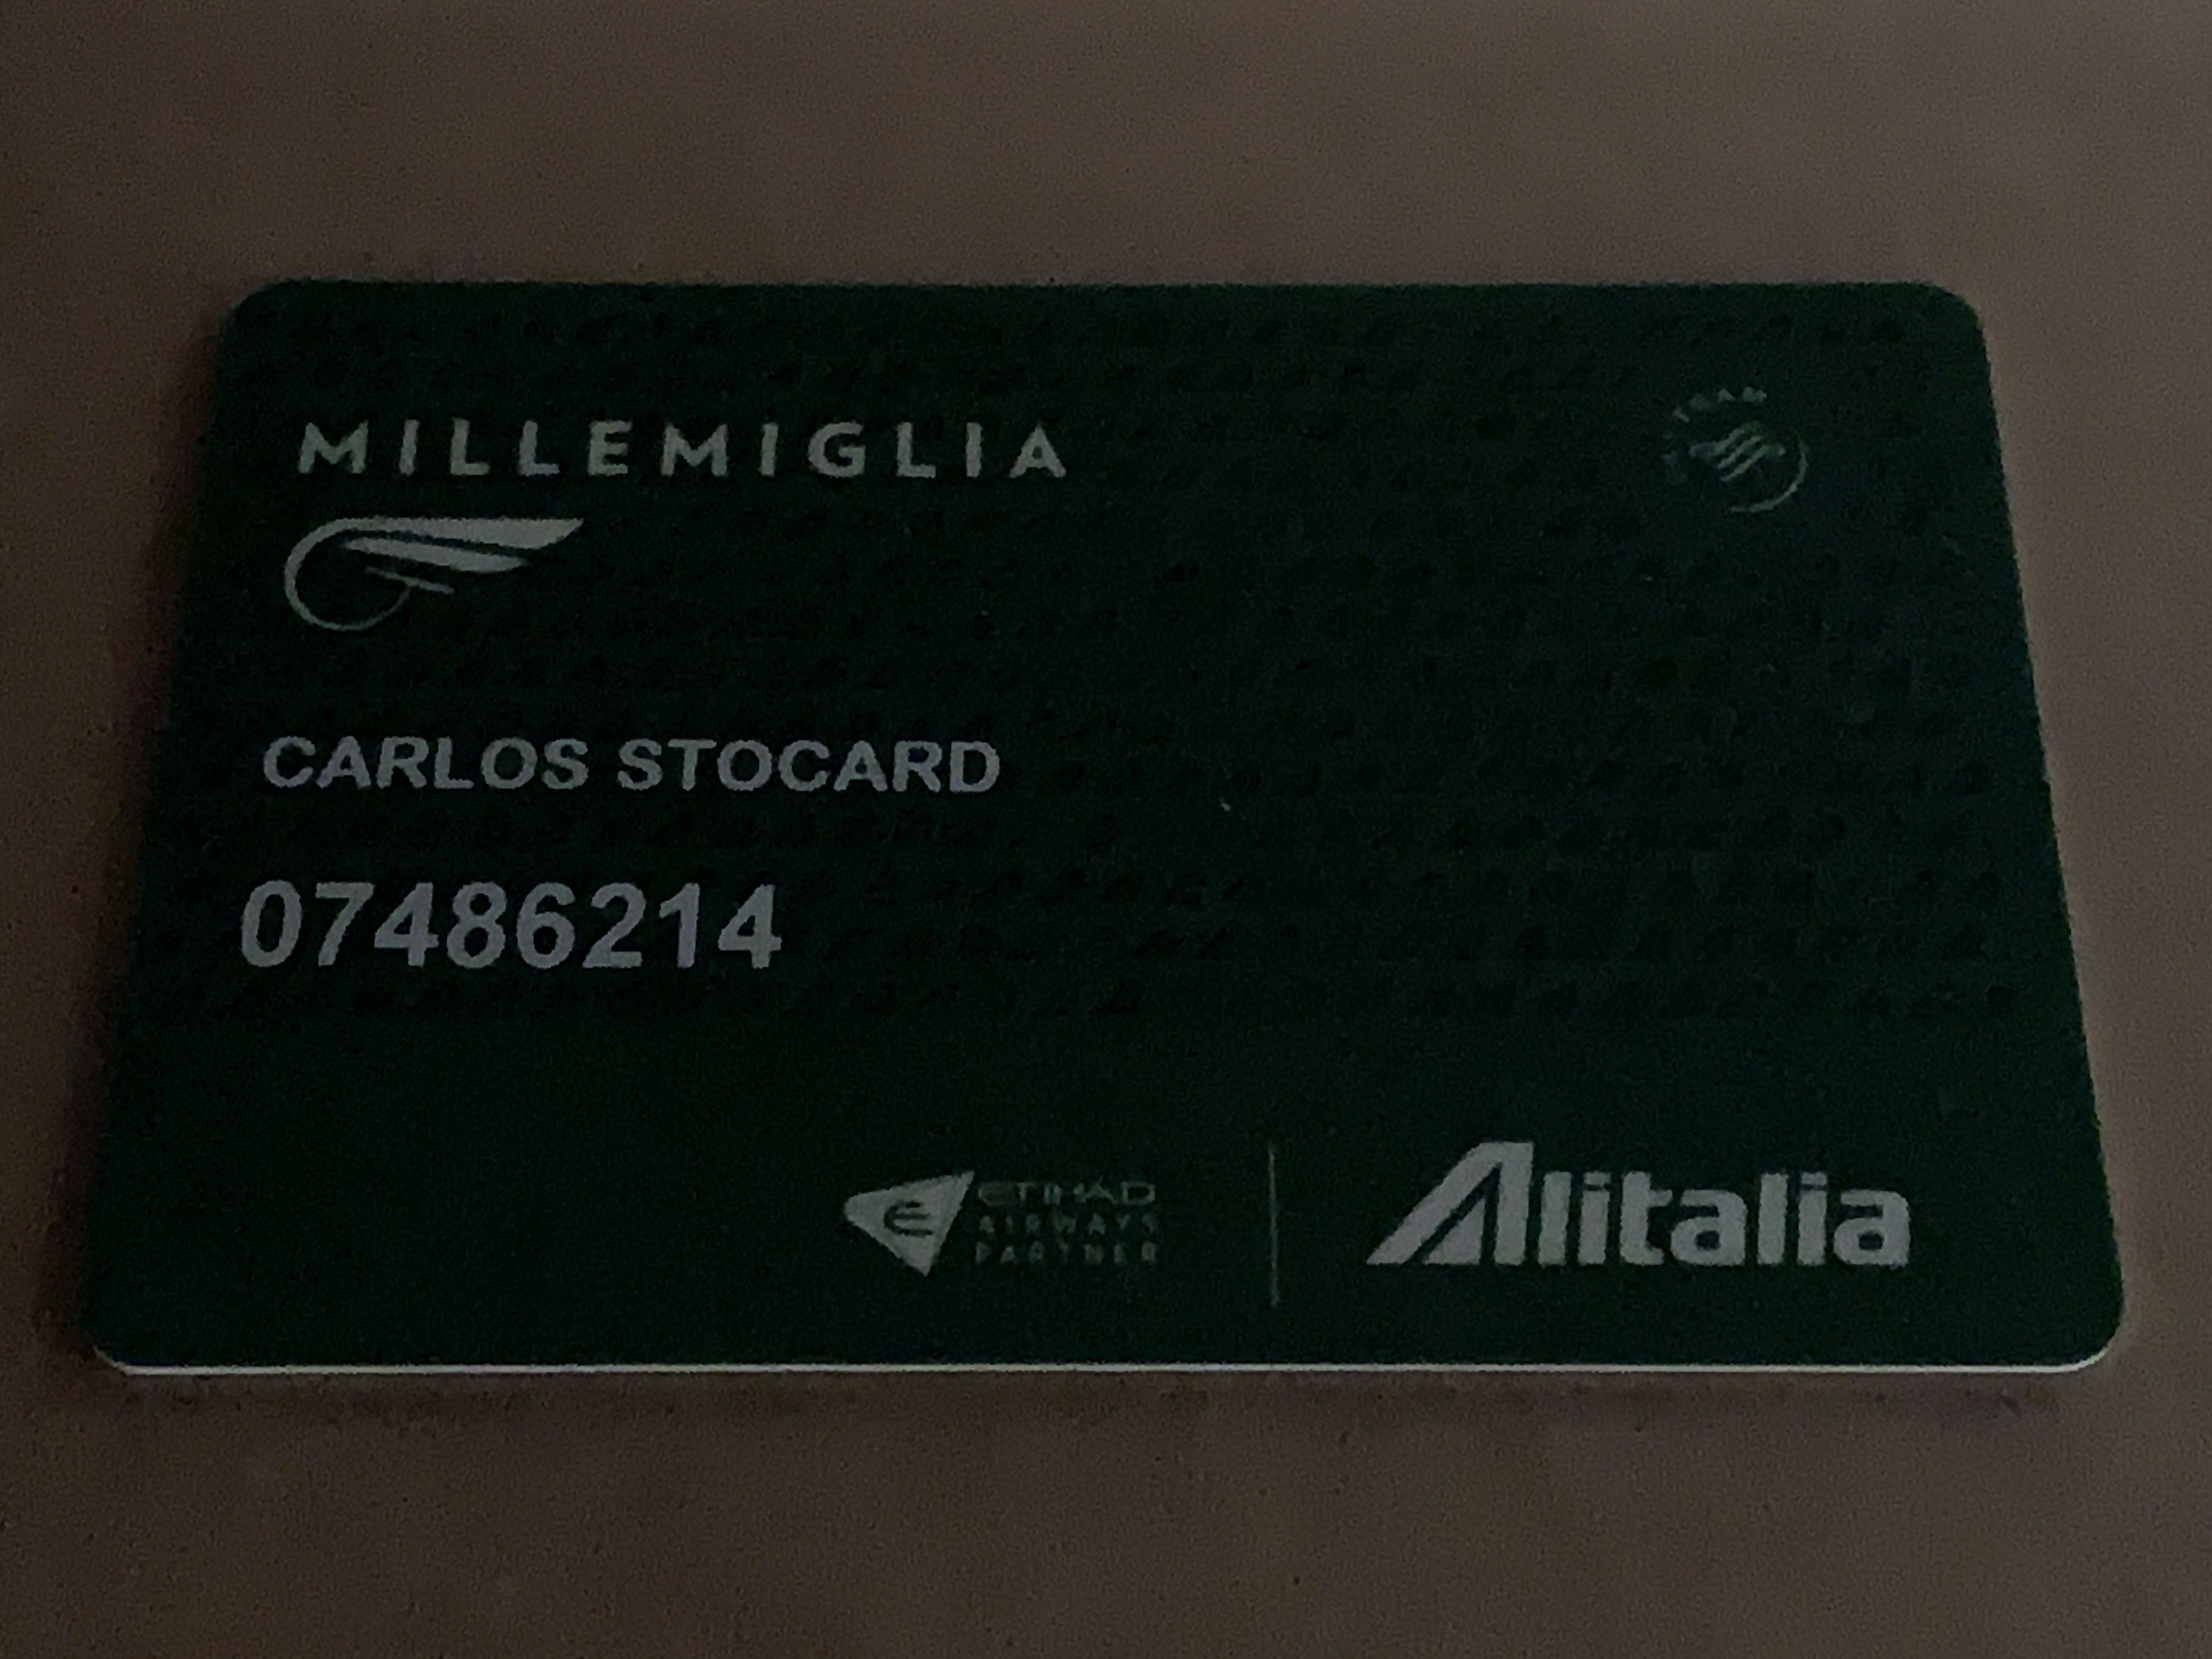 MILLEMIGLIA
CARLOS STOCARD
07486214
ETIHAD
AIRWAYS
PARTNER
Alitalia